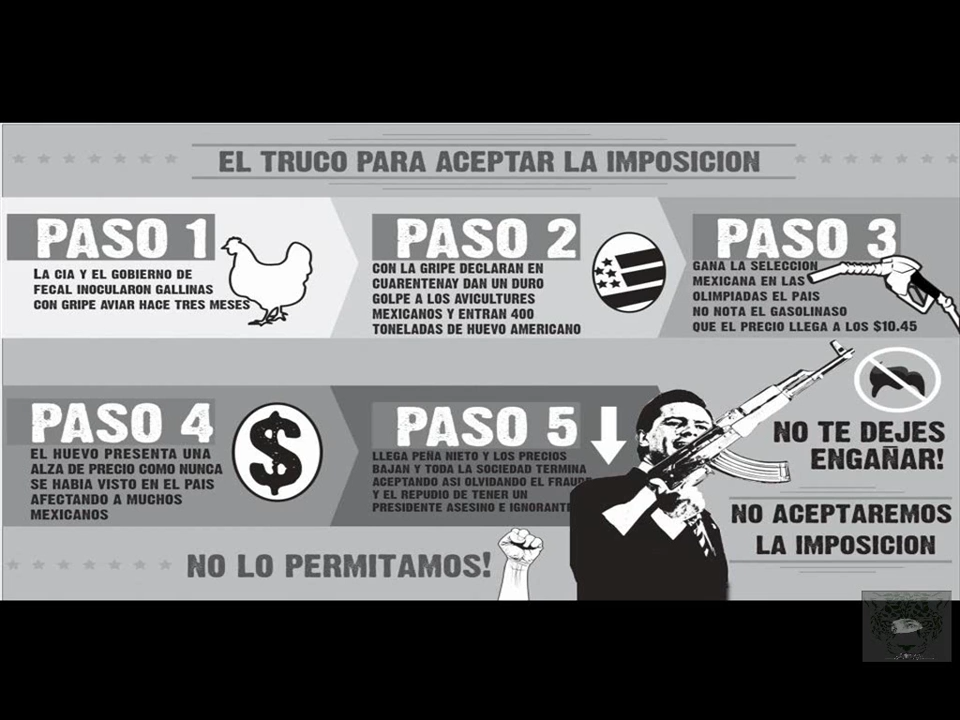 EL TRUCO PARA ACEPTAR LA IMPOSICION
PASO 1
LA CIA Y EL GOBIERNO DE
FECAL INOCULARON GALLINAS
CON GRIPE AVIAR HACE TRES MESES
PASO 2
CON LA GRIPE DECLARAN EN
CUARENTENAY DAN UN DURO
GOLPE A LOS AVICULTURES
MEXICANOS Y ENTRAN 400
TONELADAS DE HUEVO AMERICANO
PASO 3
GANA LA SELECCION
MEXICANA EN LAS
OLIMPIADAS EL PAIS
NO NOTA EL GASOLINASO
QUE EL PRECIO LLEGA A LOS $10.45
PASO 4
EL HUEVO PRESENTA UNA
ALZA DE PRECIO COMO NUNCA
SE HABIA VISTO EN EL PAIS
AFECTANDO A MUCHOS
MEXICANOS
$
PASO 5
LLEGA PEÑA NIETO Y LOS PRECIOS
BAJAN Y TODA LA SOCIEDAD TERMINA
ACEPTANDO ASI OLVIDANDO EL FRAUDE
Y EL REPUDIO DE TENER UN
PRESIDENTE ASESINO E IGNORANTE
NO TE DEJES
ENGAÑAR!
NO ACEPTAREMOS
LA IMPOSICION
NO LO PERMITAMOS!